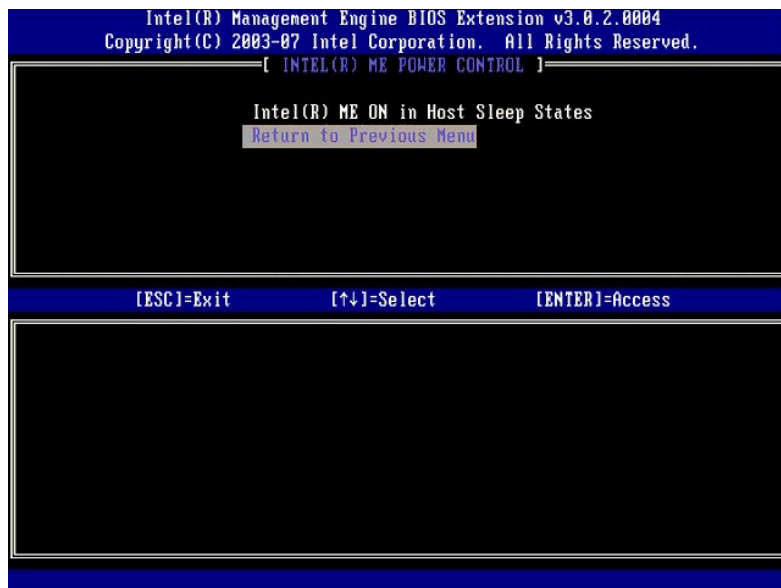 Intel(R) Management Engine BIOS Extension v3.0.2.0004
Copyright(C) 2003-07 Intel Corporation. All Rights Reserved.
[ INTEL(R) ME POWER CONTROL ]
Intel(R) ME ON in Host Sleep States
Return to Previous Menu
[ESC]=Exit [↑↓]=Select [ENTER]=Access